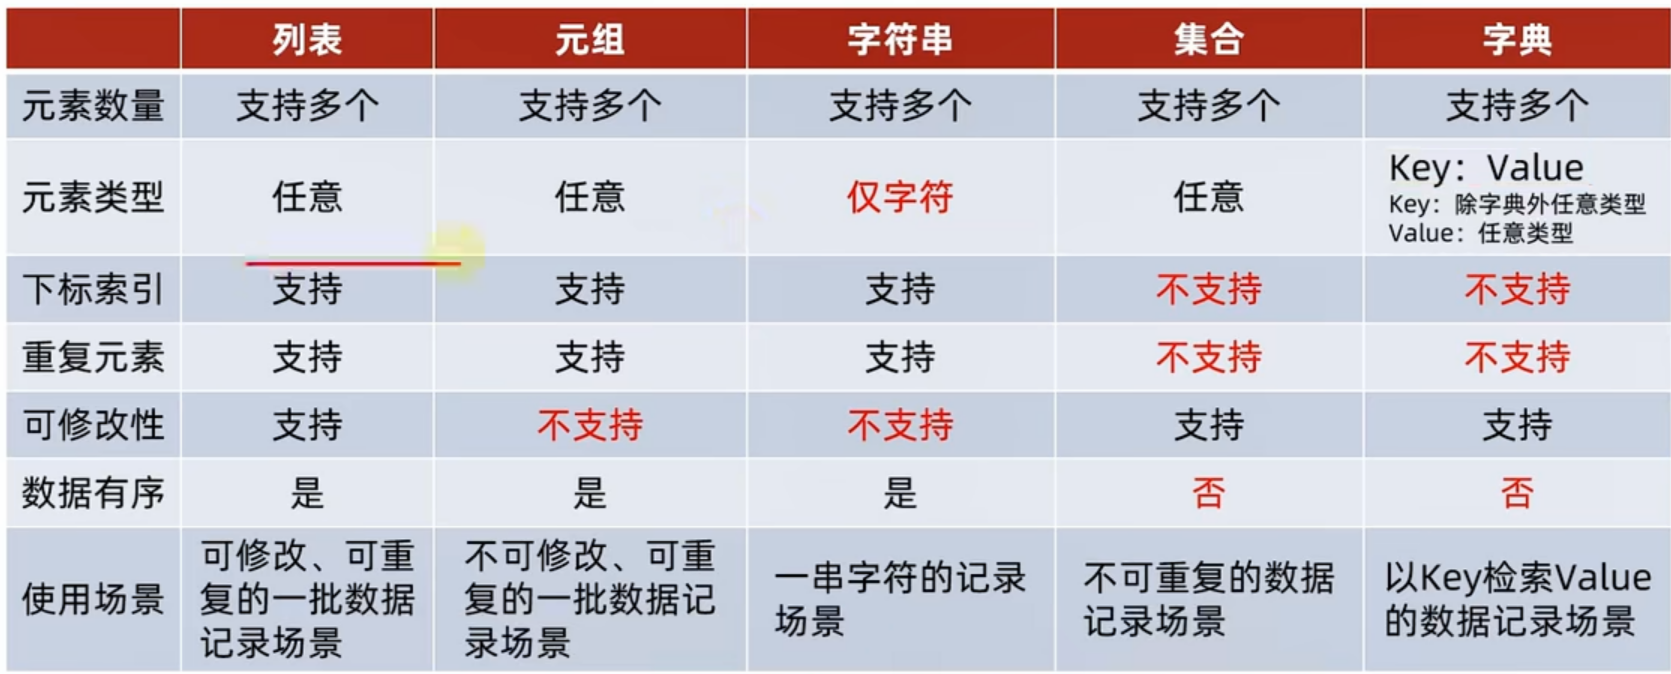 列表 元组 字符串 集合 字典
元素数量 支持多个 支持多个 支持多个 支持多个 支持多个
元素类型 任意 任意 仅字符 任意 Key：Value
Key：除字典外任意类型
Value：任意类型
下标索引 支持 支持 支持 不支持 不支持
重复元素 支持 支持 支持 不支持 不支持
可修改性 支持 不支持 不支持 支持 支持
数据有序 是 是 是 否 否
使用场景
可修改、可重
复的一批数据
记录场景
不可修改、可重
复的一批数据记
录场景
一串字符的记录
场景
不可重复的数据
记录场景
以Key检索Value
的数据记录场景